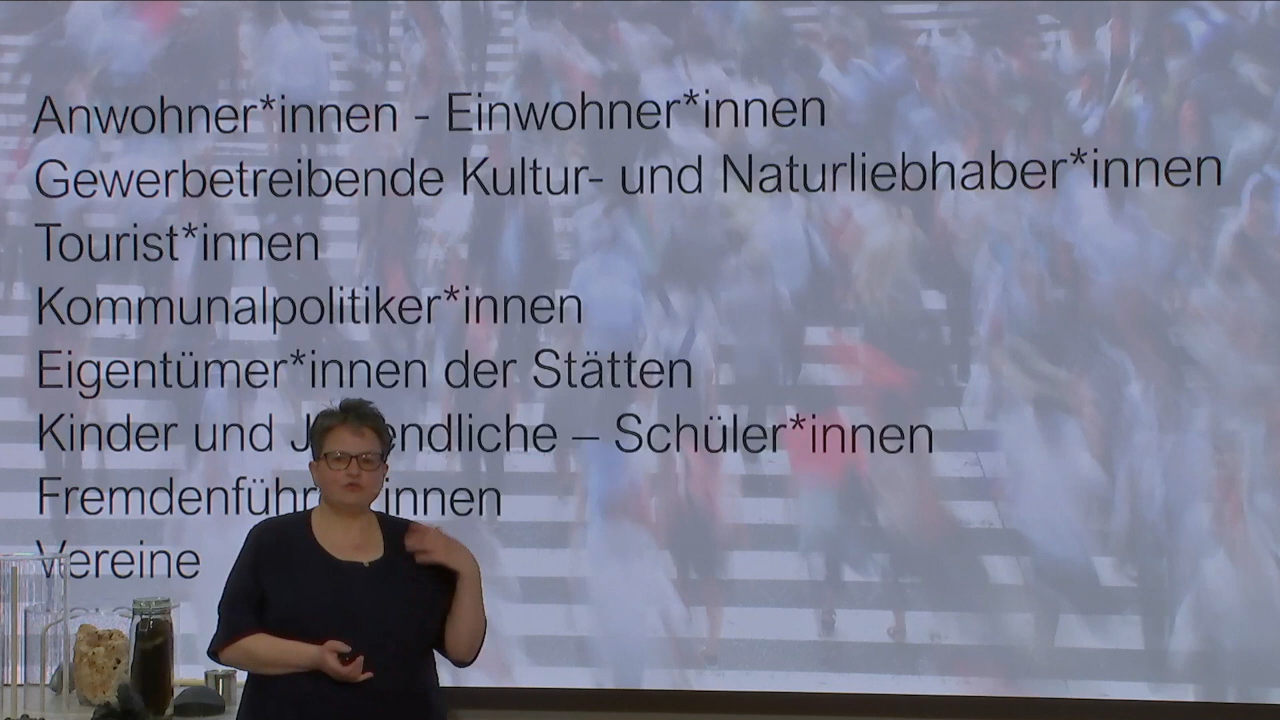 Anwohner*innen - Einwohner*innen
Gewerbetreibende Kultur- und Naturliebhaber*innen
Tourist*innen
Kommunalpolitiker*innen
Eigentümer*innen der Stätten
Kinder und – Schüler*innen
Vereine